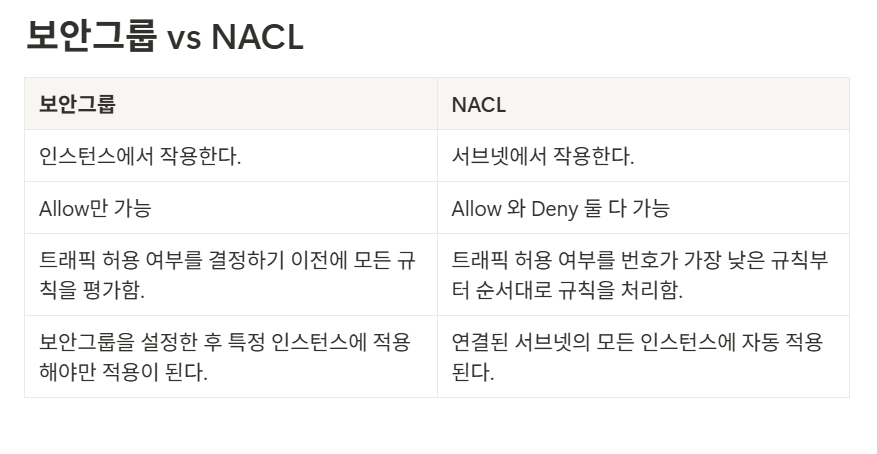 보안그룹 vs NACL
보안그룹
NACL
인스턴스에서 작용한다.
서브넷에서 작용한다.
Allow만 가능
Allow 와 Deny 둘 다 가능
트래픽 허용 여부를 결정하기 이전에 모든 규
칙을 평가함.
트래픽 허용 여부를 번호가 가장 낮은 규칙부
터 순서대로 규칙을 처리함.
보안그룹을 설정한 후 특정 인스턴스에 적용
해야만 적용이 된다.
연결된 서브넷의 모든 인스턴스에 자동 적용
된다.